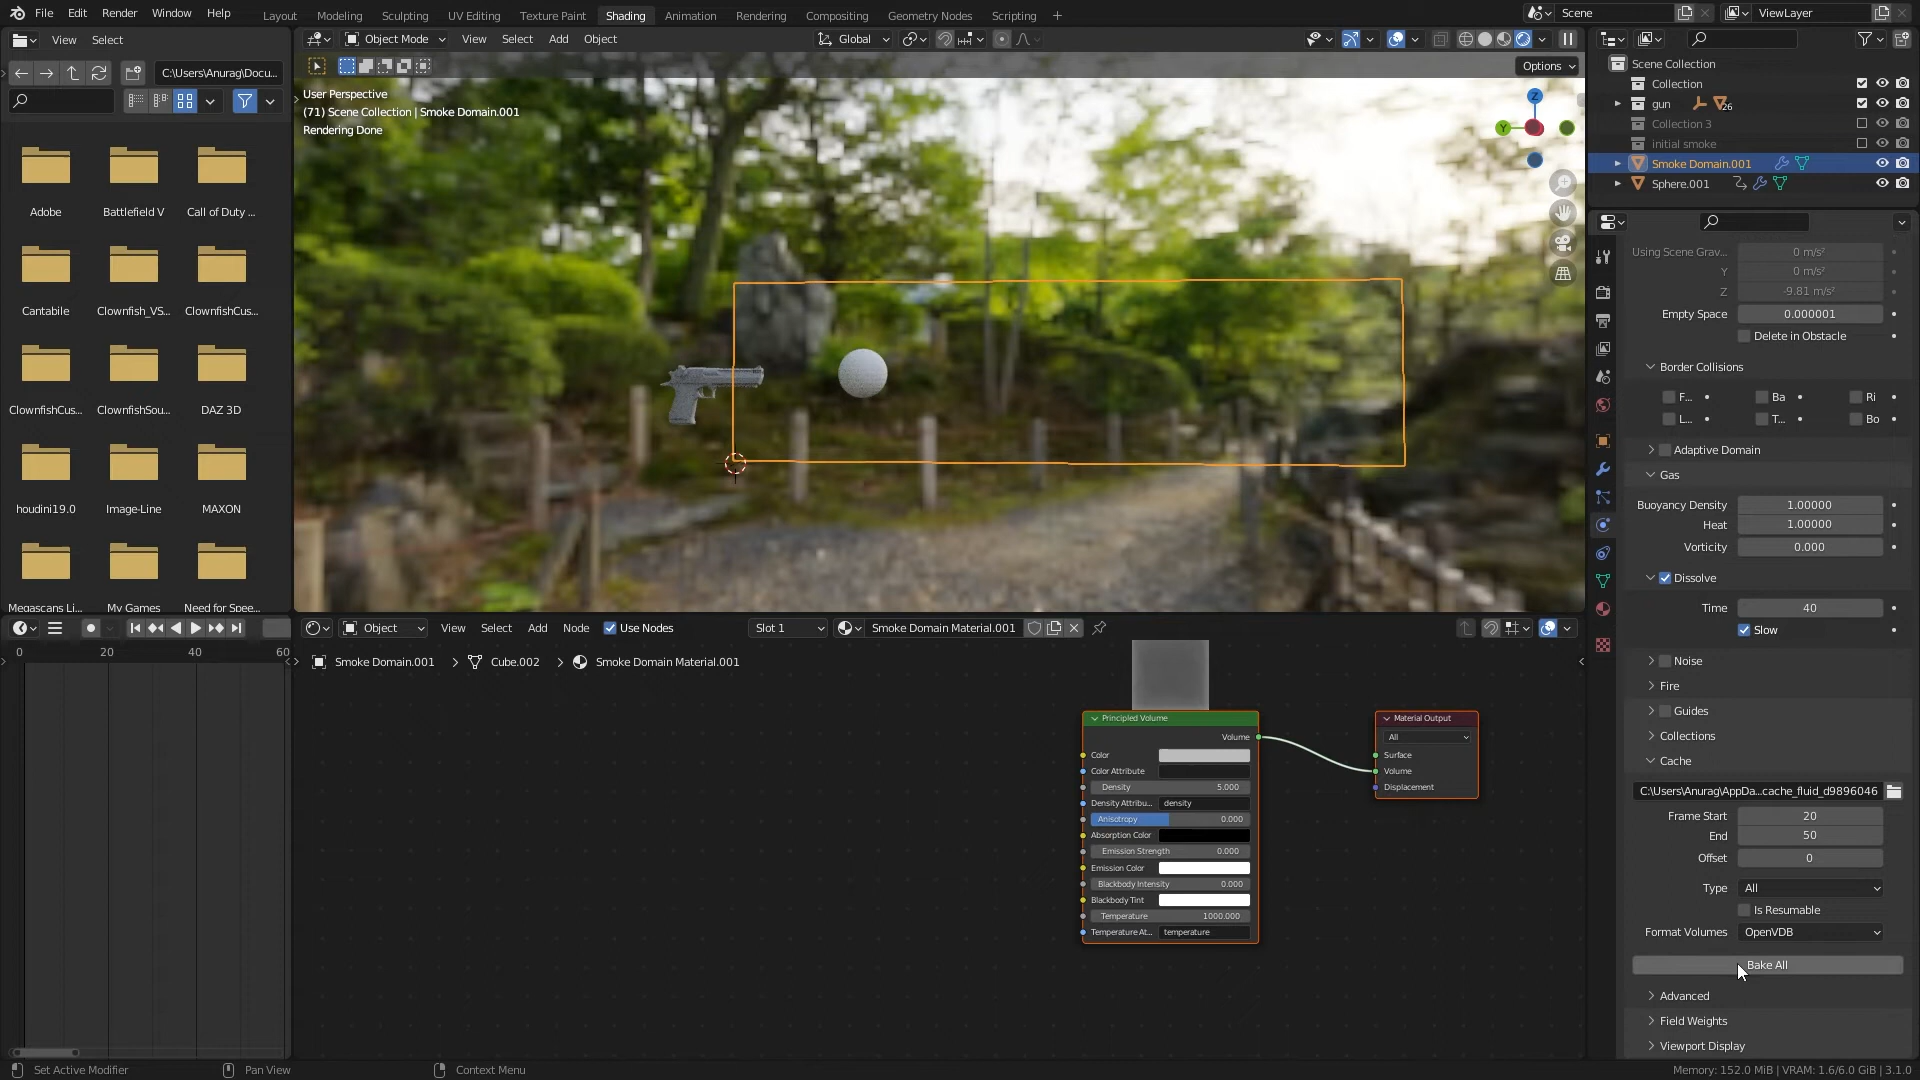 File Edit Render Window Help Layout Modeling Sculpting UV Editing Texture Paint Shading Animation Rendering Compositing Geometry Nodes Scripting + Scene ViewLayer
View Select
C:\Users\Anurag\Docu...
Adobe Battlefield V Call of Duty ...
Cantabile Clownfish_VS... ClownfishCus...
ClownfishCus... ClownfishSou... DAZ 3D
houdini19.0 Image-Line MAXON
Megascans Li... My Games Need for Spee...
Object Mode View Select Add Object Global
Options
User Perspective
(71) Scene Collection | Smoke Domain.001
Rendering Done
Z
Y
Scene Collection
Collection
gun 26
Collection 3
initial smoke
Smoke Domain.001
Sphere.001
Using Scene Grav... 0 m/s²
Y 0 m/s²
Z -9.81 m/s²
Empty Space 0.000001
Delete in Obstacle
Border Collisions
F... Ba Ri
L... T... Bo
Adaptive Domain
Gas
Buoyancy Density 1.00000
Heat 1.00000
Vorticity 0.000
Dissolve
Time 40
Slow
Noise
Fire
Guides
Collections
Cache
C:\Users\Anurag\AppDa...cache_fluid_d9896046
Frame Start 20
End 50
Offset 0
Type All
Is Resumable
Format Volumes OpenVDB
Bake All
Advanced
Field Weights
Viewport Display
0 20 40 60
Object View Select Add Node Use Nodes Slot 1 Smoke Domain Material.001
Smoke Domain.001 > Cube.002 > Smoke Domain Material.001
Principled Volume
Volume
Color
Color Attribute
Density 5.000
Density Attribu... density
Anisotropy 0.000
Absorption Color
Emission Strength 0.000
Emission Color
Blackbody Intensity 0.000
Blackbody Tint
Temperature 1000.000
Temperature At... temperature
Material Output
All
Surface
Volume
Displacement
Set Active Modifier Pan View Context Menu Memory: 152.0 MiB | VRAM: 1.6/6.0 GiB | 3.1.0